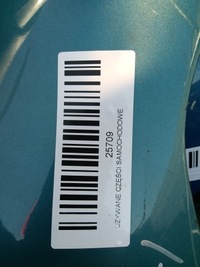 25709
UŻYWANE CZĘŚCI SAMOCHODOWE